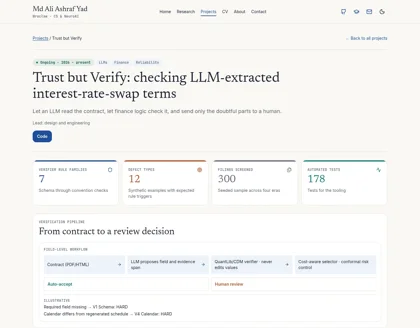 Md Ali Ashraf Yad
Home Research Projects CV About Contact
Projects / Trust but Verify
← Back to all projects
Ongoing · 2026 - present LLMs Finance Reliability
Trust but Verify: checking LLM-extracted
interest-rate-swap terms
Let an LLM read the contract, let finance logic check it, and send only the doubtful parts to a human.
Lead: design and engineering
Code
VERIFIER RULE FAMILIES
7
Schema through convention checks
DEFECT TYPES
12
Synthetic examples with expected
rule triggers
FILINGS SCREENED
300
Seeded sample across four eras
AUTOMATED TESTS
178
Tests for the tooling
VERIFICATION PIPELINE
From contract to a review decision
FIELD-LEVEL WORKFLOW
Contract (PDF/HTML) →
LLM proposes field and evidence
span →
QuantLib/CDM verifier · never
edits values →
Cost-aware selector · conformal risk
control
Auto-accept
Human review
ILLUSTRATIVE
Required field missing → V1 Schema: HARD
Calendar differs from regenerated schedule → V4 Calendar: HARD